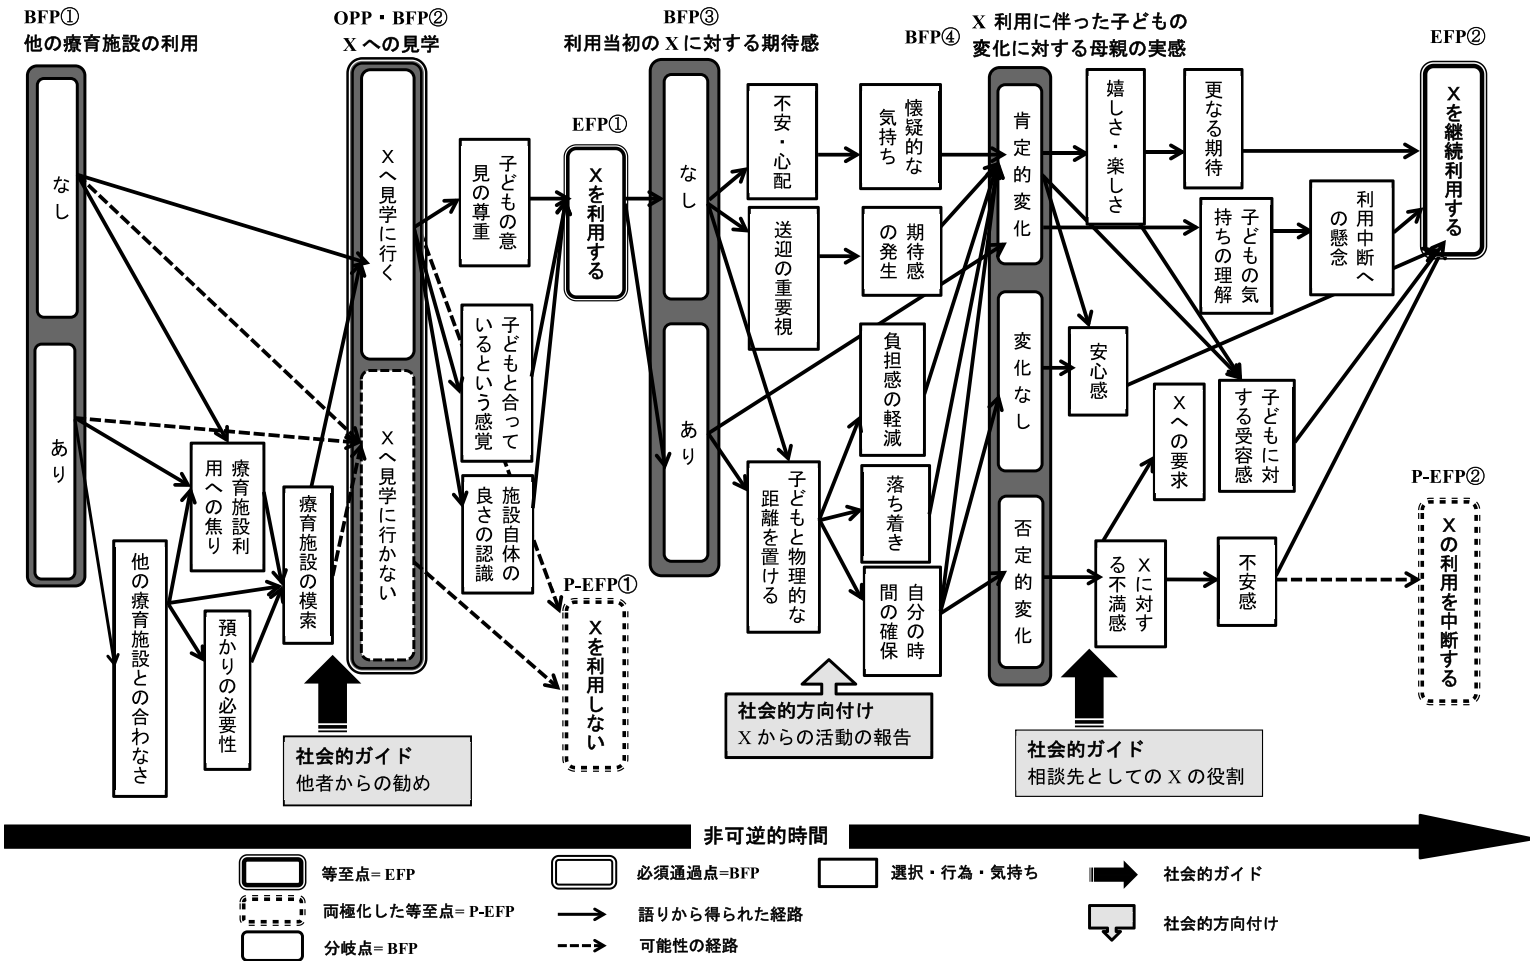 BFP①
他の療育施設の利用
OPP・BFP②
X への見学
BFP③
利用当初の X に対する期待感
BFP④
X 利用に伴った子どもの
変化に対する母親の実感
EFP②
なし
あり
他の療育施設との合わなさ
療育施設利
用への焦り
預かりの必要性
療育施設の模索
Xへ見学に行く
Xへ見学に行かない
子どもの意
見の尊重
子どもと合って
いるという感覚
施設自体の
良さの認識
EFP①
Xを利用する
P-EFP①
Xを利用しない
なし
あり
不安・心配
送迎の重要視
子どもと物理的な
距離を置ける
懐疑的な
気持ち
期待感
の発生
負担感の軽減
落ち着き
自分の時
間の確保
肯定的変化
変化なし
否定的変化
嬉しさ・楽しさ
更なる期待
子どもの気
持ちの理解
利用中断へ
の懸念
安心感
Xへの要求
子どもに対
する受容感
Xに対す
る不満感
不安感
Xを継続利用する
P-EFP②
Xの利用を中断する
社会的ガイド
他者からの勧め
社会的方向付け
X からの活動の報告
社会的ガイド
相談先としての X の役割
非可逆的時間
等至点= EFP
両極化した等至点= P-EFP
分岐点= BFP
必須通過点=BFP
語りから得られた経路
可能性の経路
選択・行為・気持ち
社会的ガイド
社会的方向付け